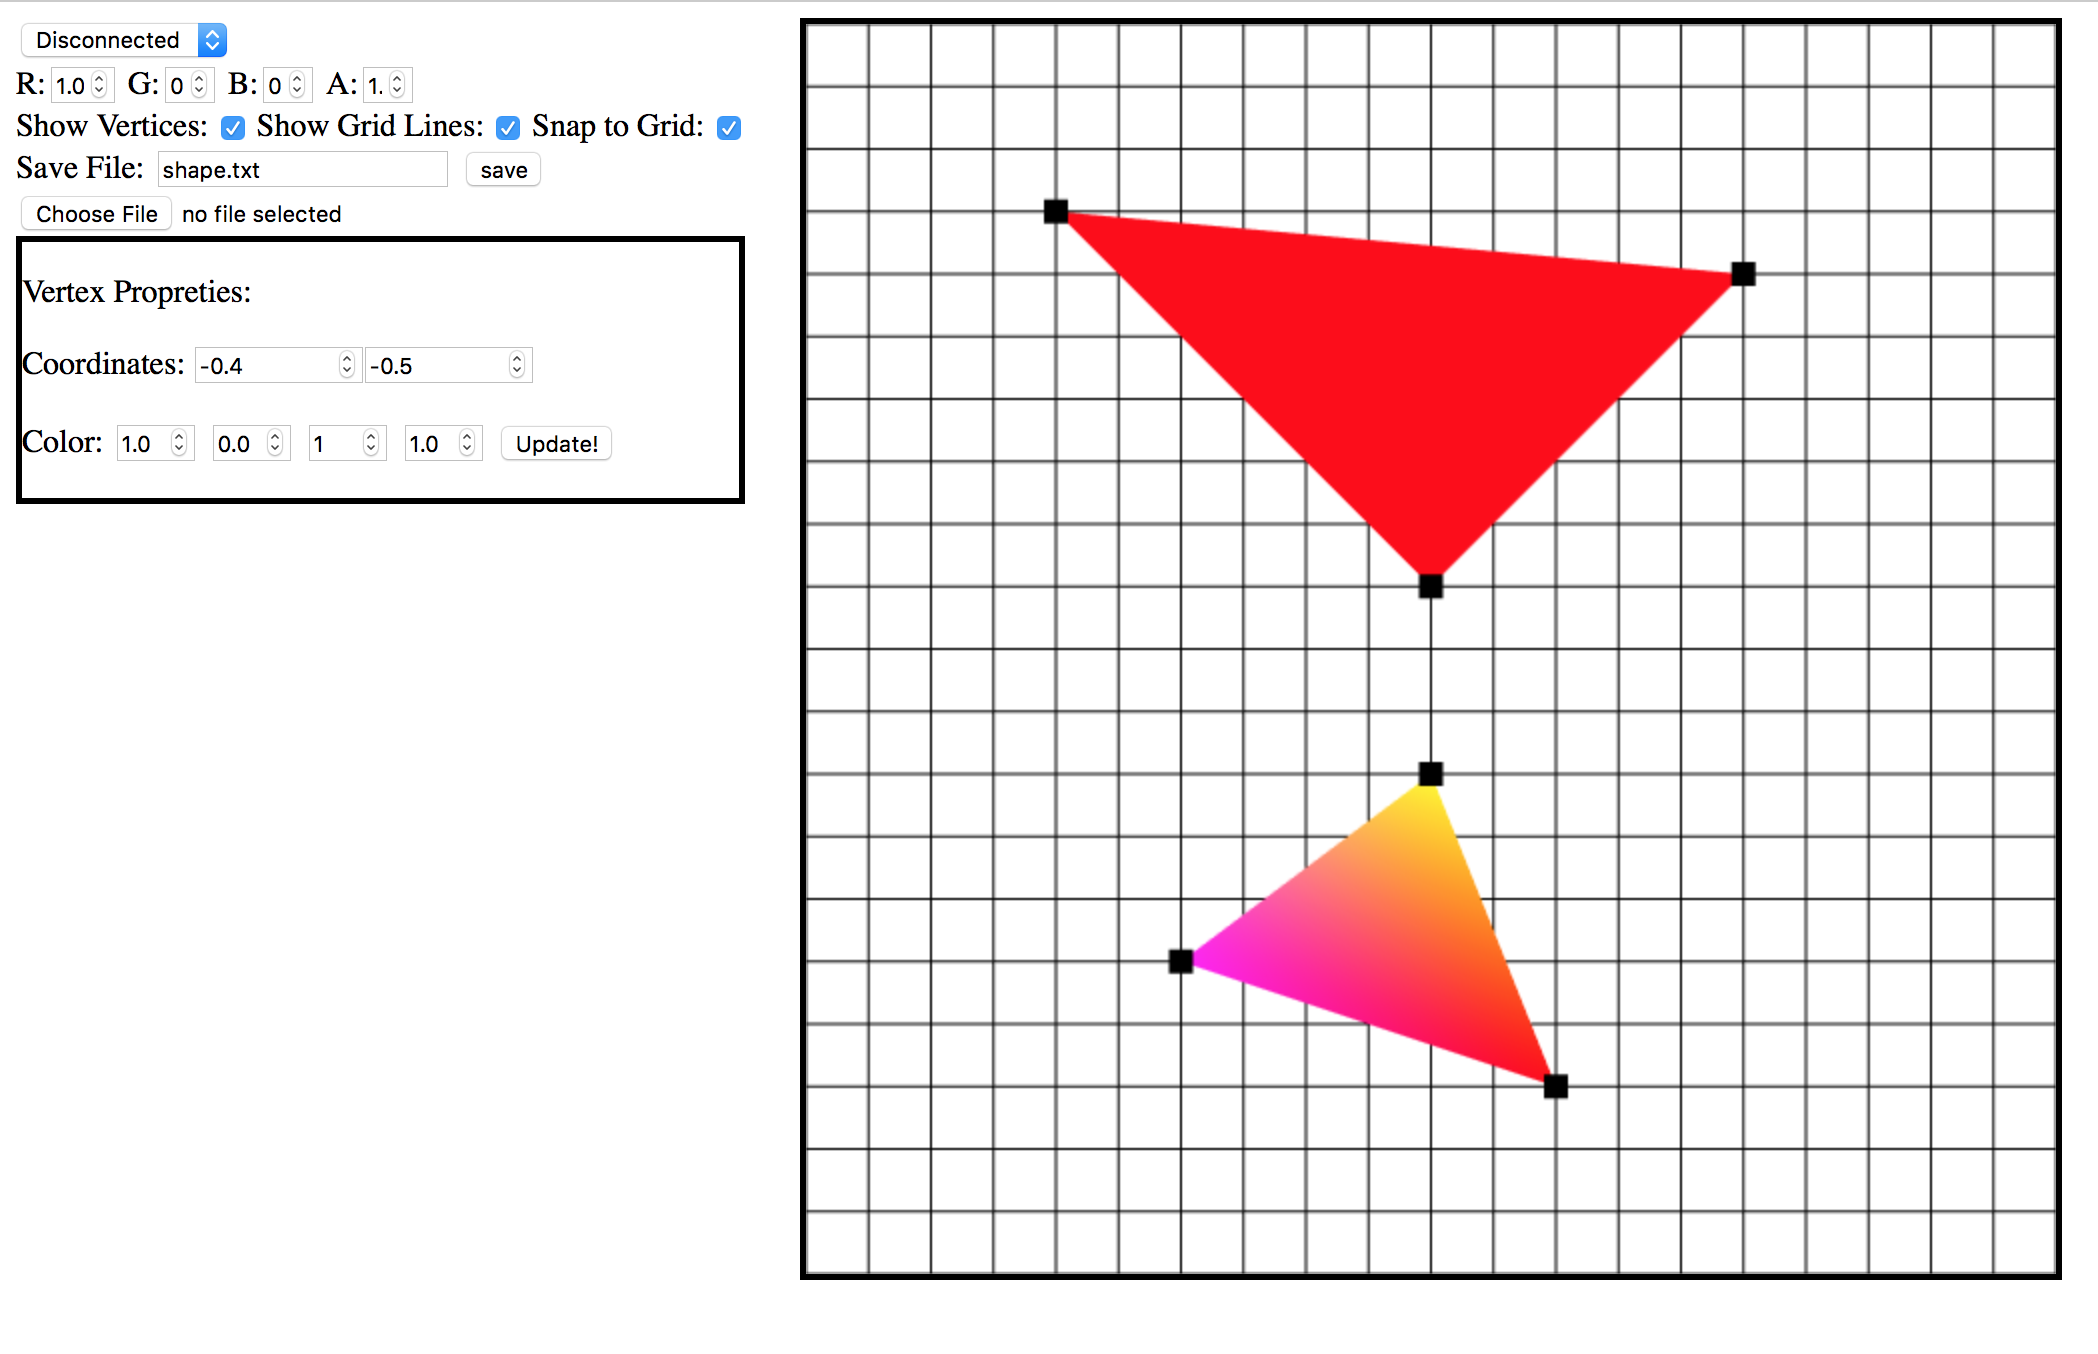 Disconnected
R: 1.0 G: 0 B: 0 A: 1.
Show Vertices: Show Grid Lines: Snap to Grid:
Save File: shape.txt save
Choose File no file selected
Vertex Propreties:
Coordinates: -0.4 -0.5
Color: 1.0 0.0 1 1.0 Update!